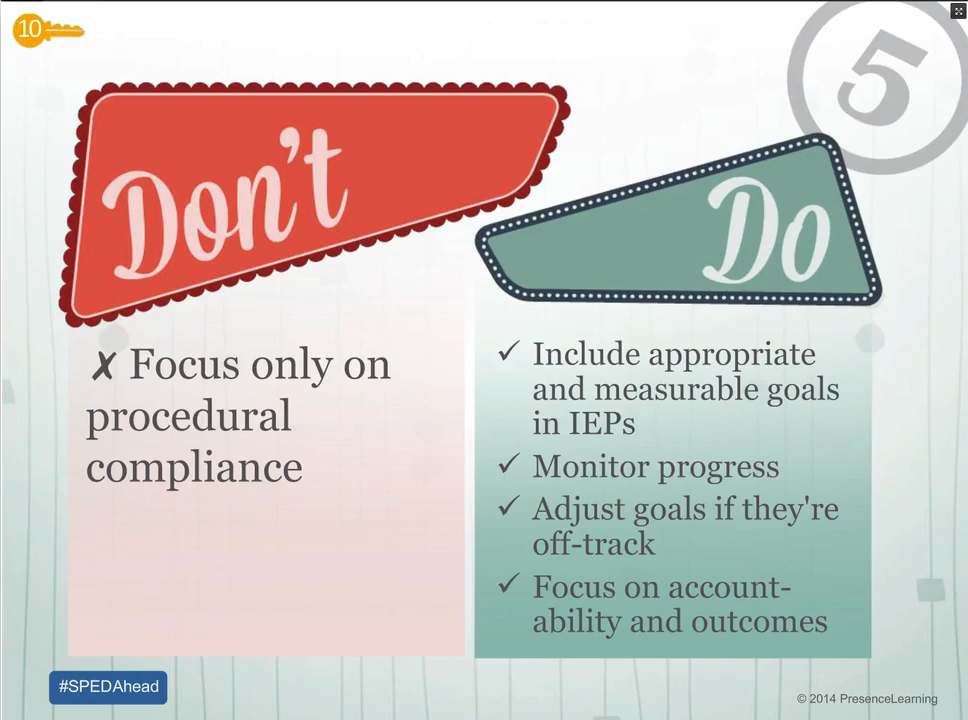 10
5
Don't
Do
✗ Focus only on
procedural
compliance
✓ Include appropriate
and measurable goals
in IEPs
✓ Monitor progress
✓ Adjust goals if they're
off-track
✓ Focus on account-
ability and outcomes
#SPEDAhead
© 2014 PresenceLearning